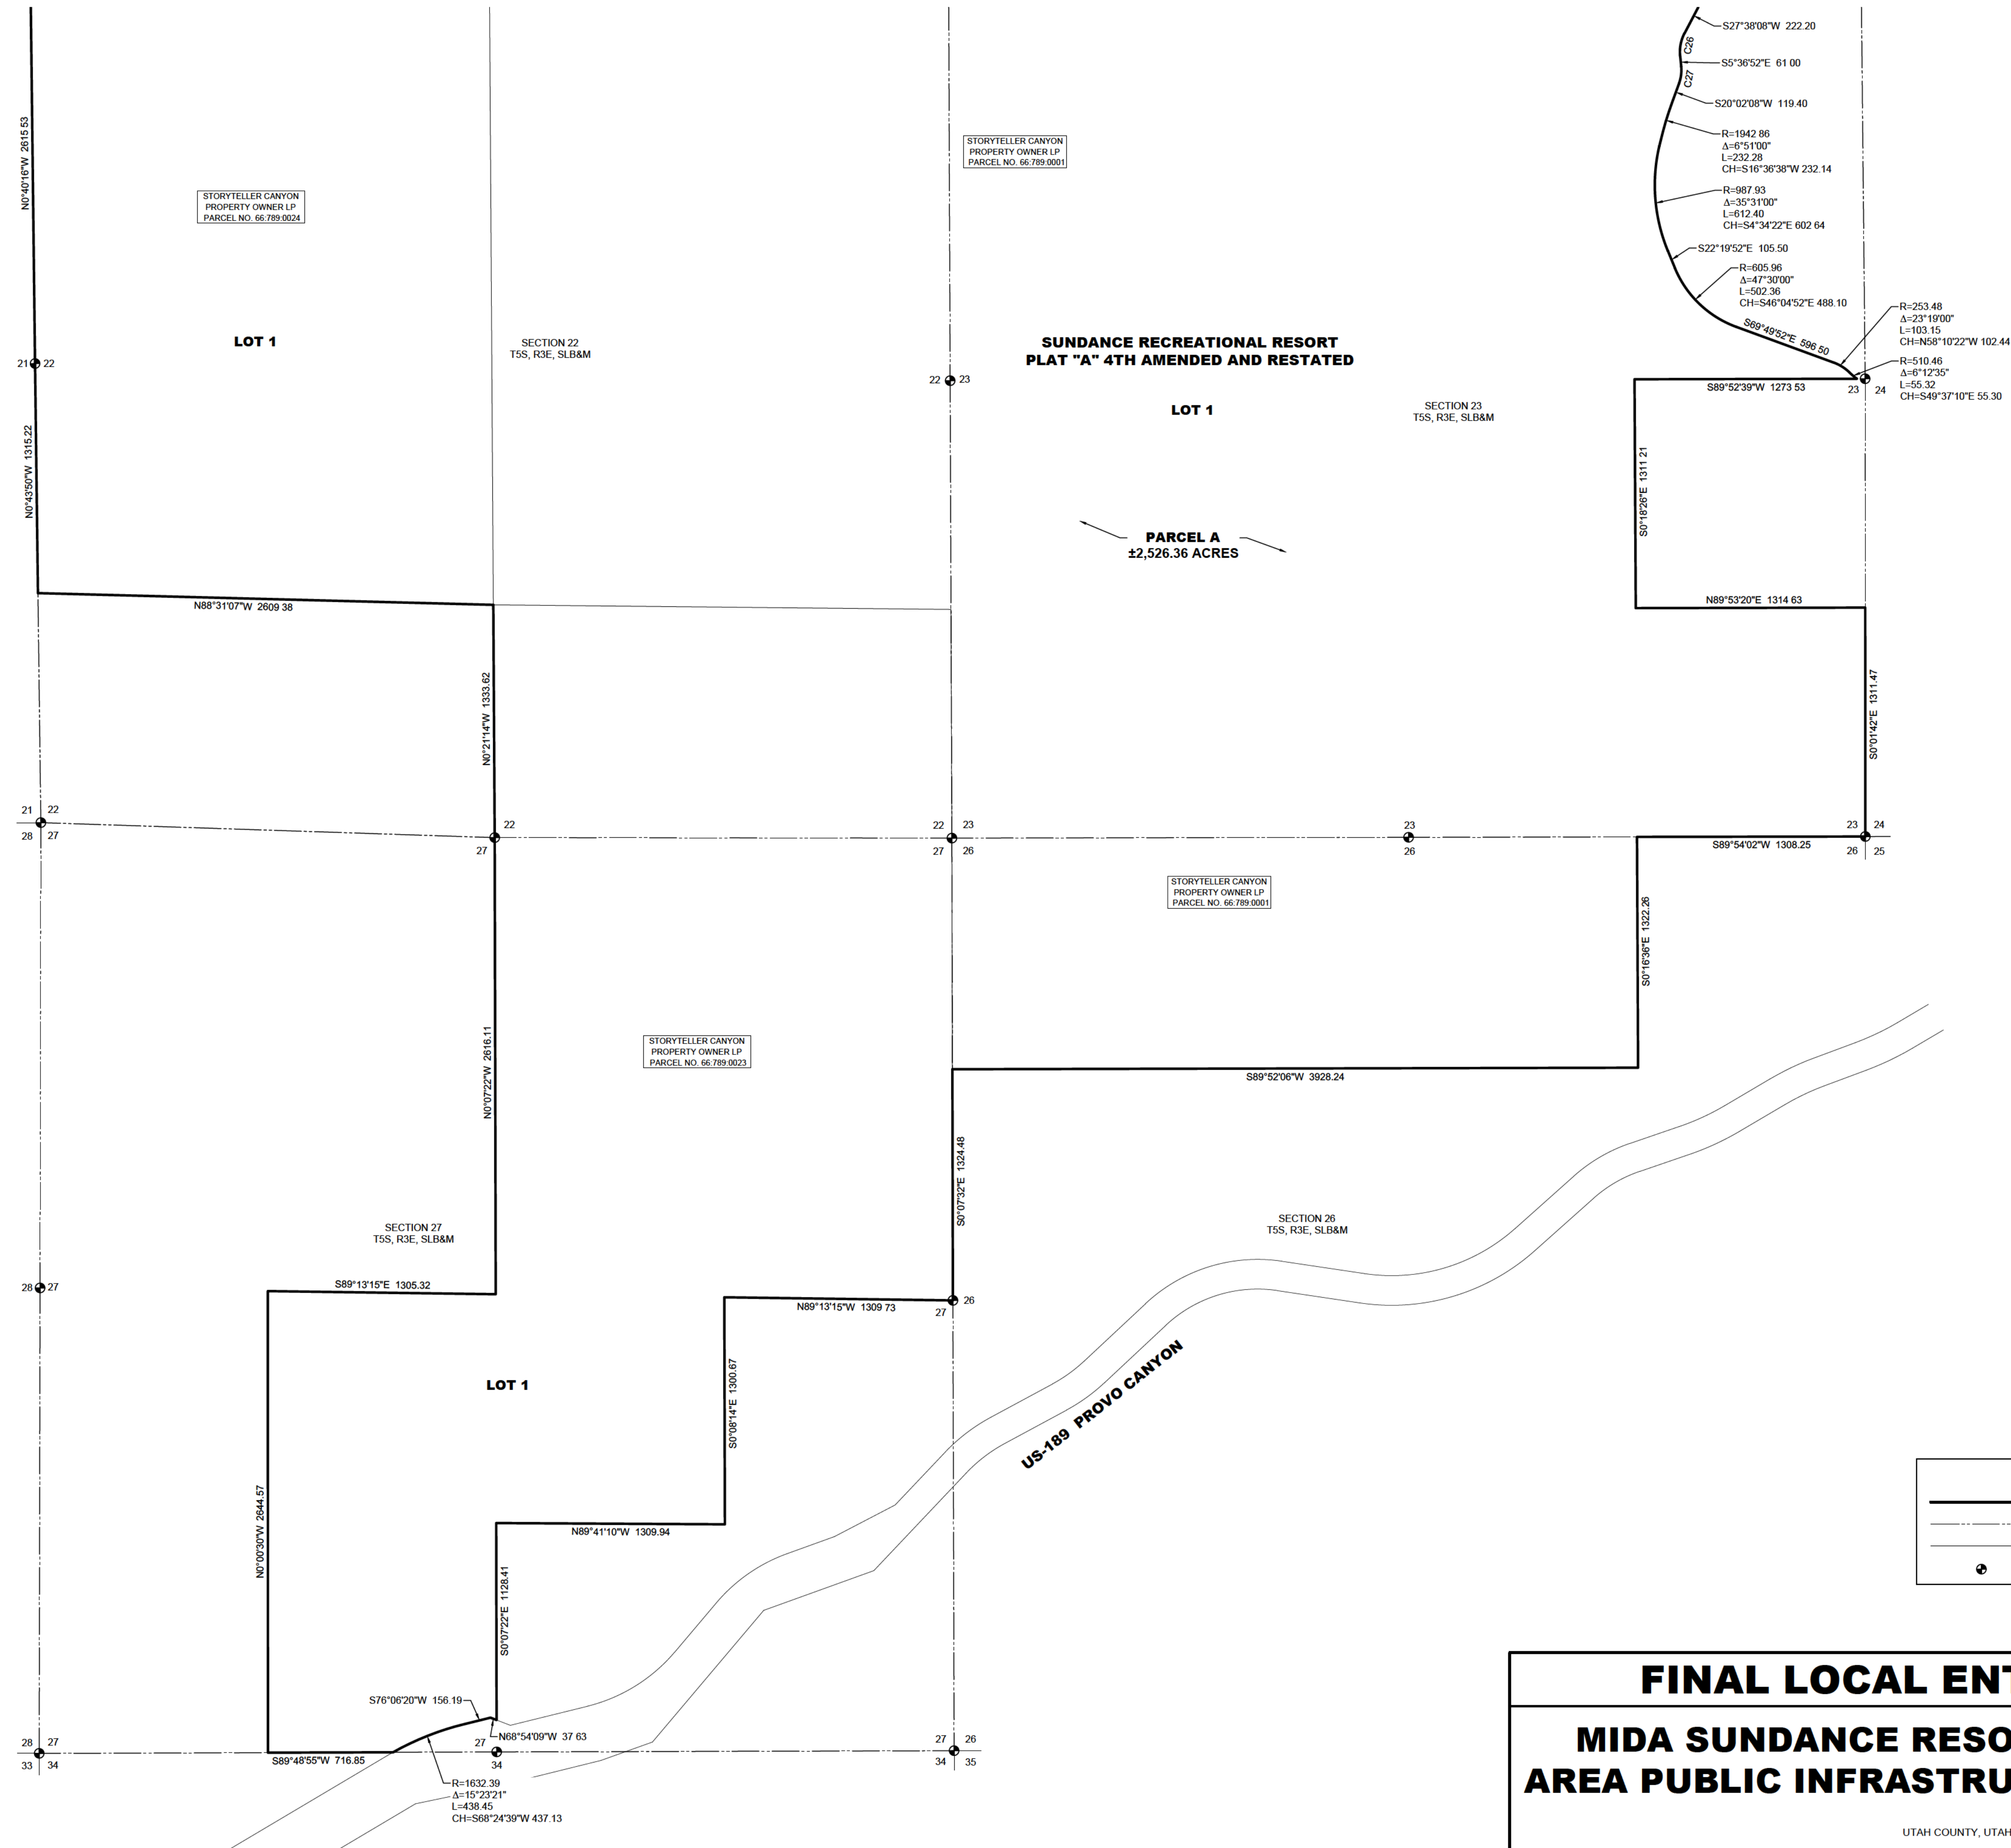 S27°38'08"W 222.20
C26
S5°36'52"E 61 00
C27
S20°02'08"W 119.40
R=1942 86
Δ=6°51'00"
L=232.28
CH=S16°36'38"W 232.14
R=987.93
Δ=35°31'00"
L=612.40
CH=S4°34'22"E 602 64
S22°19'52"E 105.50
R=605.96
Δ=47°30'00"
L=502.36
CH=S46°04'52"E 488.10
S69°49'52"E 596 50
R=253.48
Δ=23°19'00"
L=103.15
CH=N58°10'22"W 102.44
R=510.46
Δ=6°12'35"
L=55.32
CH=S49°37'10"E 55.30
N0°40'16"W 2615 53
STORYTELLER CANYON
PROPERTY OWNER LP
PARCEL NO. 66:789:0024
STORYTELLER CANYON
PROPERTY OWNER LP
PARCEL NO. 66:789:0001
LOT 1
SECTION 22
T5S, R3E, SLB&M
SUNDANCE RECREATIONAL RESORT
PLAT "A" 4TH AMENDED AND RESTATED
LOT 1
SECTION 23
T5S, R3E, SLB&M
21 22
22 23
S89°52'39"W 1273 53
23 24
N0°43'50"W 1315.22
S0°18'26"E 1311 21
PARCEL A
±2,526.36 ACRES
N88°31'07"W 2609 38
N89°53'20"E 1314 63
N0°21'14"W 1333.62
S0°01'42"E 1311.47
21 22
28 27
22
27
22 23
27 26
23
26
23 24
26 25
S89°54'02"W 1308.25
STORYTELLER CANYON
PROPERTY OWNER LP
PARCEL NO. 66:789:0001
S0°16'36"E 1322.26
N0°07'22"W 2616.11
STORYTELLER CANYON
PROPERTY OWNER LP
PARCEL NO. 66:789:0023
S89°52'06"W 3928.24
S0°07'32"E 1324.48
SECTION 27
T5S, R3E, SLB&M
SECTION 26
T5S, R3E, SLB&M
28 27
S89°13'15"E 1305.32
N89°13'15"W 1309 73
26
27
LOT 1
S0°08'14"E 1300.67
US-189 PROVO CANYON
N0°00'30"W 2644.57
N89°41'10"W 1309.94
S0°07'22"E 1128.41
S76°06'20"W 156.19
N68°54'09"W 37 63
28 27
33 34
S89°48'55"W 716.85
27
34
27 26
34 35
R=1632.39
Δ=15°23'21"
L=438.45
CH=S68°24'39"W 437.13
FINAL LOCAL ENT
MIDA SUNDANCE RESO
AREA PUBLIC INFRASTRU
UTAH COUNTY, UTAH